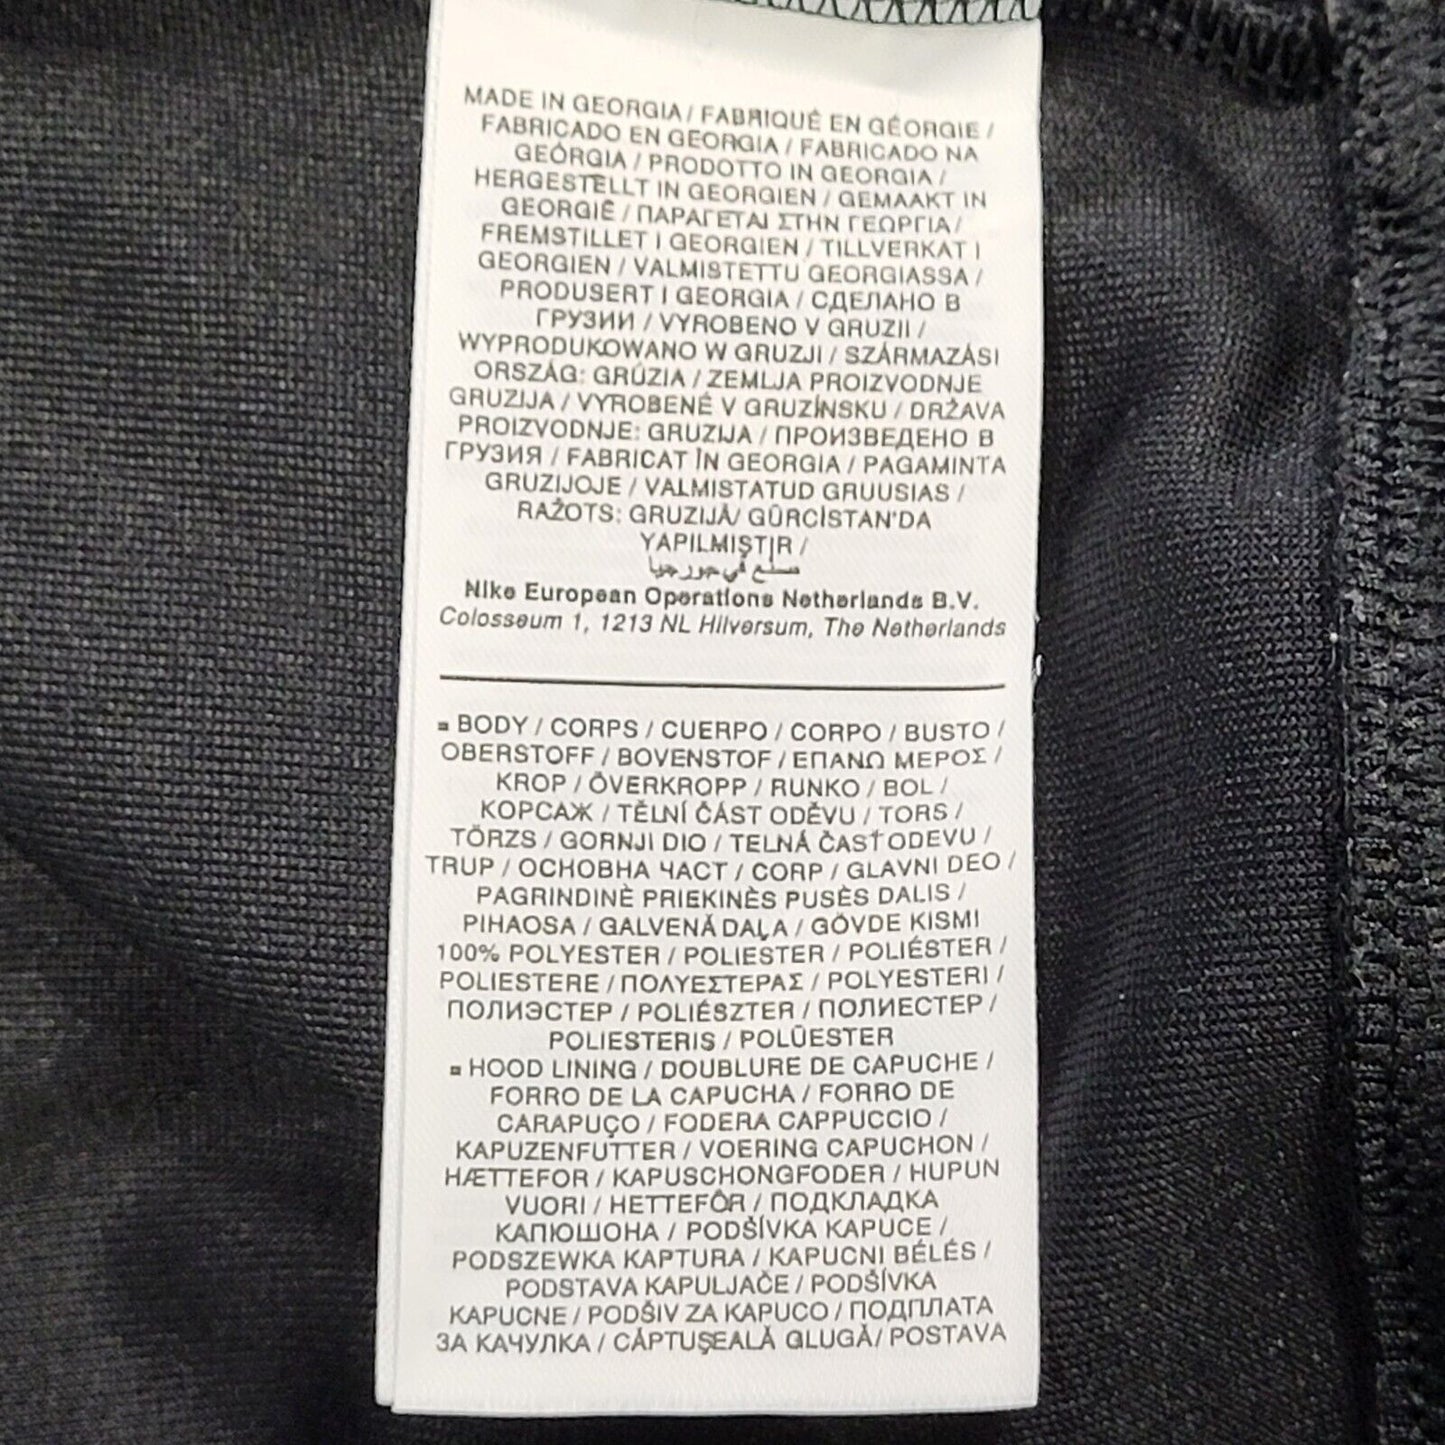 MADE IN GEORGIA / FABRIQUÉ EN GÉORGIE /
FABRICADO EN GEORGIA / FABRICADO NA
GEÓRGIA / PRODOTTO IN GEORGIA /
HERGESTELLT IN GEORGIEN / GEMAAKT IN
GEORGIË / ΠΑΡΑΓΕΤΑΙ ΣΤΗΝ ΓΕΩΡΓΙΑ /
FREMSTILLET I GEORGIEN / TILLVERKAT I
GEORGIEN / VALMISTETTU GEORGIASSA /
PRODUSERT I GEORGIA / СДЕЛАНО В
ГРУЗИИ / VYROBENO V GRUZII /
WYPRODUKOWANO W GRUZJI / SZÁRMAZÁSI
ORSZÁG: GRÚZIA / ZEMLJA PROIZVODNJE
GRUZIJA / VYROBENÉ V GRUZÍNSKU / DRŽAVA
PROIZVODNJE: GRUZIJA / ПРОИЗВЕДЕНО В
ГРУЗИЯ / FABRICAT ÎN GEORGIA / PAGAMINTA
GRUZIJOJE / VALMISTATUD GRUUSIAS /
RAŽOTS: GRUZIJĀ/ GÜRCİSTAN'DA
YAPILMIŞTIR /
صنع في جورجيا
Nike European Operations Netherlands B.V.
Colosseum 1, 1213 NL Hilversum, The Netherlands
▪ BODY / CORPS / CUERPO / CORPO / BUSTO /
OBERSTOFF / BOVENSTOF / ΕΠΑΝΩ ΜΕΡΟΣ /
KROP / ÖVERKROPP / RUNKO / BOL /
КОРСАЖ / TĚLNÍ ČÁST ODĚVU / TORS /
TÖRZS / GORNJI DIO / TELNÁ ČASŤ ODEVU /
TRUP / ОСНОВНА ЧАСТ / CORP / GLAVNI DEO /
PAGRINDINĖ PRIEKINĖS PUSĖS DALIS /
PIHAOSA / GALVENĀ DAĻA / GÖVDE KISMI
100% POLYESTER / POLIESTER / POLIÉSTER /
POLIESTERE / ΠΟΛΥΕΣΤΕΡΑΣ / POLYESTERI /
ПОЛИЭСТЕР / POLIÉSZTER / ПОЛИЕСТЕР /
POLIESTERIS / POLÜESTER
▪ HOOD LINING / DOUBLURE DE CAPUCHE /
FORRO DE LA CAPUCHA / FORRO DE
CARAPUÇO / FODERA CAPPUCCIO /
KAPUZENFUTTER / VOERING CAPUCHON /
HÆTTEFOR / KAPUSCHONGFODER / HUPUN
VUORI / HETTEFÔR / ПОДКЛАДКА
КАПЮШОНА / PODŠÍVKA KAPUCE /
PODSZEWKA KAPTURA / KAPUCNI BÉLÉS /
PODSTAVA KAPULJAČE / PODŠÍVKA
KAPUCNE / PODŠIV ZA KAPUCO / ПОДПЛАТА
ЗА КАЧУЛКА / CĂPTUŞEALĂ GLUGĂ/ POSTAVA